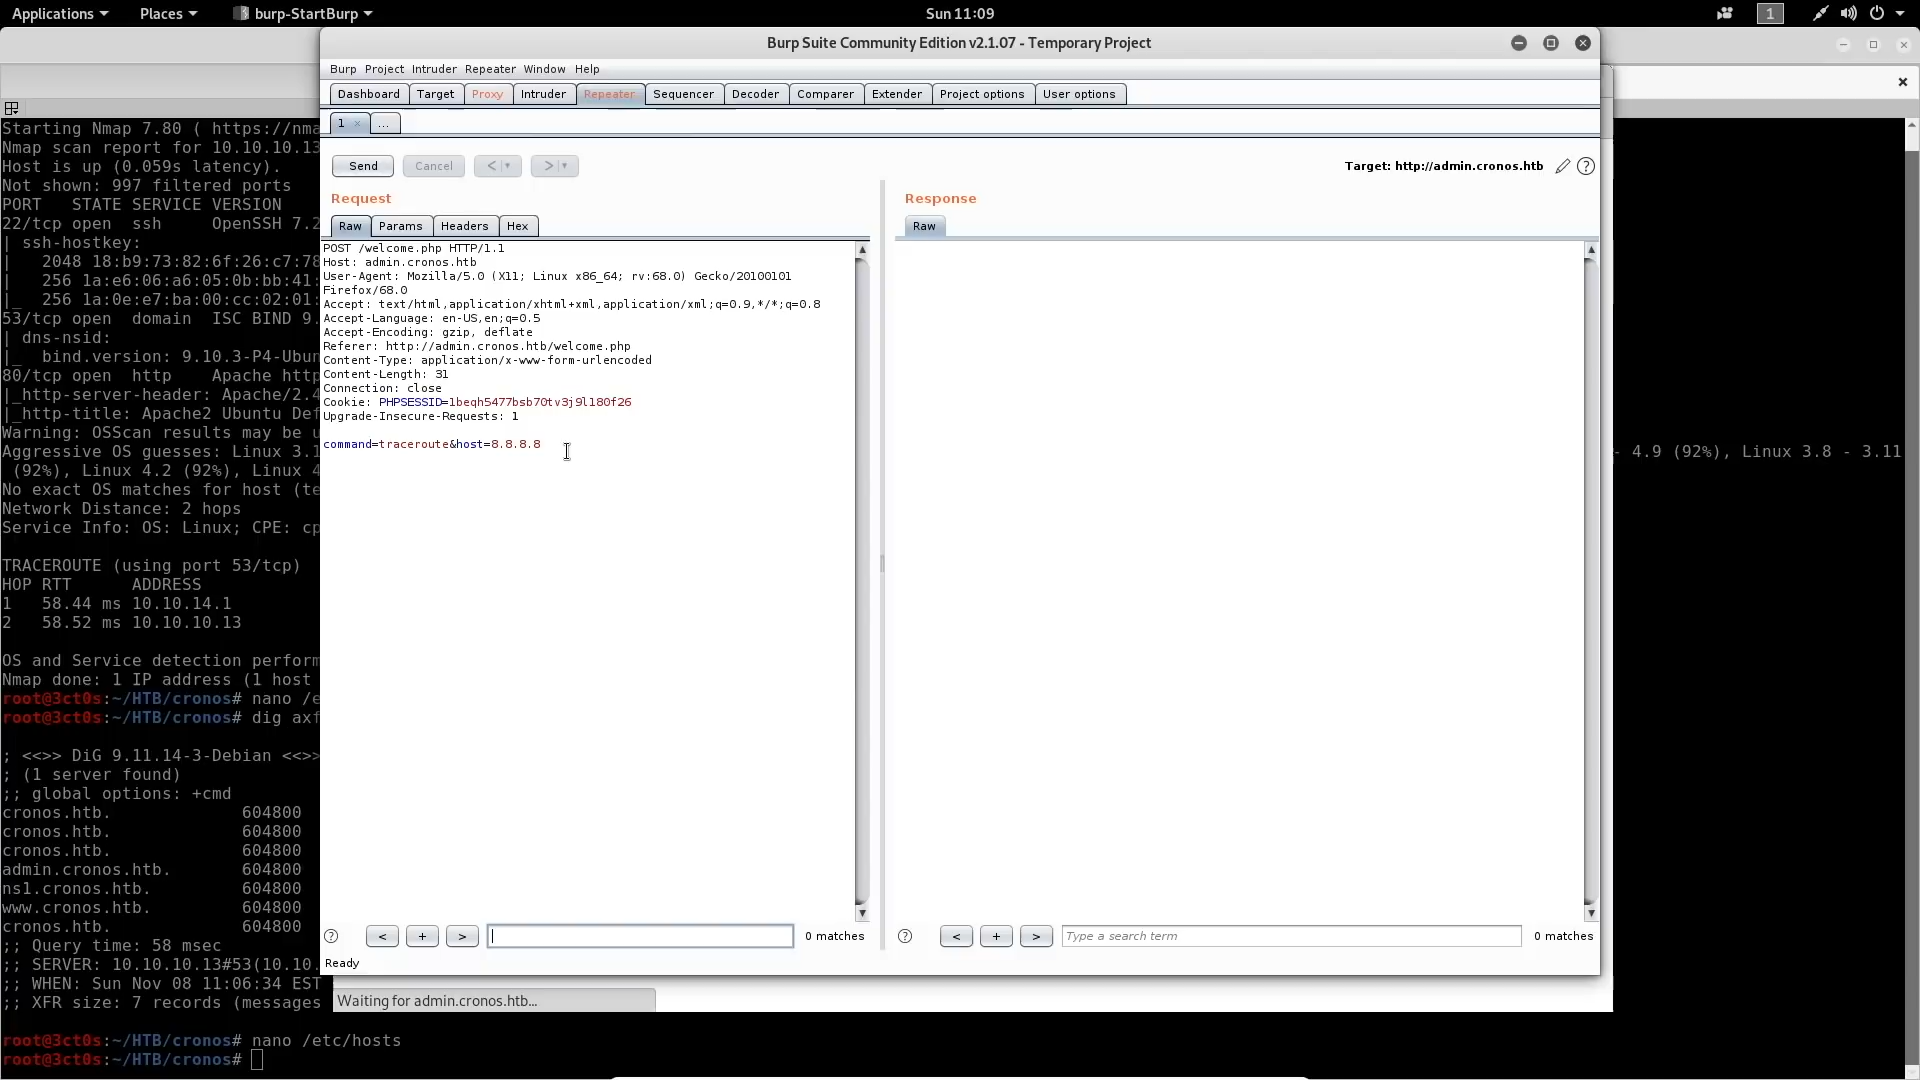 Applications
Places
burp-StartBurp
Sun 11:09
1
Burp Suite Community Edition v2.1.07 - Temporary Project
Burp Project Intruder Repeater Window Help
Dashboard Target Proxy Intruder Repeater Sequencer Decoder Comparer Extender Project options User options
1 × ...
Send Cancel < >
Target: http://admin.cronos.htb
Request
Raw Params Headers Hex
POST /welcome.php HTTP/1.1
Host: admin.cronos.htb
User-Agent: Mozilla/5.0 (X11; Linux x86_64; rv:68.0) Gecko/20100101
Firefox/68.0
Accept: text/html,application/xhtml+xml,application/xml;q=0.9,*/*;q=0.8
Accept-Language: en-US,en;q=0.5
Accept-Encoding: gzip, deflate
Referer: http://admin.cronos.htb/welcome.php
Content-Type: application/x-www-form-urlencoded
Content-Length: 31
Connection: close
Cookie: PHPSESSID=1beqh5477bsb70tv3j9l180f26
Upgrade-Insecure-Requests: 1
command=traceroute&host=8.8.8.8
? < + > 0 matches
Ready
Response
Raw
? < + > Type a search term 0 matches
Waiting for admin.cronos.htb...
Starting Nmap 7.80 ( https://nma
Nmap scan report for 10.10.10.13
Host is up (0.059s latency).
Not shown: 997 filtered ports
PORT STATE SERVICE VERSION
22/tcp open ssh OpenSSH 7.2
| ssh-hostkey:
| 2048 18:b9:73:82:6f:26:c7:78
| 256 1a:e6:06:a6:05:0b:bb:41:
|_ 256 1a:0e:e7:ba:00:cc:02:01:
53/tcp open domain ISC BIND 9.
| dns-nsid:
|_ bind.version: 9.10.3-P4-Ubun
80/tcp open http Apache http
|_http-server-header: Apache/2.4
|_http-title: Apache2 Ubuntu Def
Warning: OSScan results may be u
Aggressive OS guesses: Linux 3.1 - 4.9 (92%), Linux 3.8 - 3.11
(92%), Linux 4.2 (92%), Linux 4
No exact OS matches for host (te
Network Distance: 2 hops
Service Info: OS: Linux; CPE: cp
TRACEROUTE (using port 53/tcp)
HOP RTT ADDRESS
1 58.44 ms 10.10.14.1
2 58.52 ms 10.10.10.13
OS and Service detection perform
Nmap done: 1 IP address (1 host
root@3ct0s:~/HTB/cronos# nano /e
root@3ct0s:~/HTB/cronos# dig axf
; <<>> DiG 9.11.14-3-Debian <<>>
; (1 server found)
;; global options: +cmd
cronos.htb. 604800
cronos.htb. 604800
cronos.htb. 604800
admin.cronos.htb. 604800
ns1.cronos.htb. 604800
www.cronos.htb. 604800
cronos.htb. 604800
;; Query time: 58 msec
;; SERVER: 10.10.10.13#53(10.10.
;; WHEN: Sun Nov 08 11:06:34 EST
;; XFR size: 7 records (messages
root@3ct0s:~/HTB/cronos# nano /etc/hosts
root@3ct0s:~/HTB/cronos#